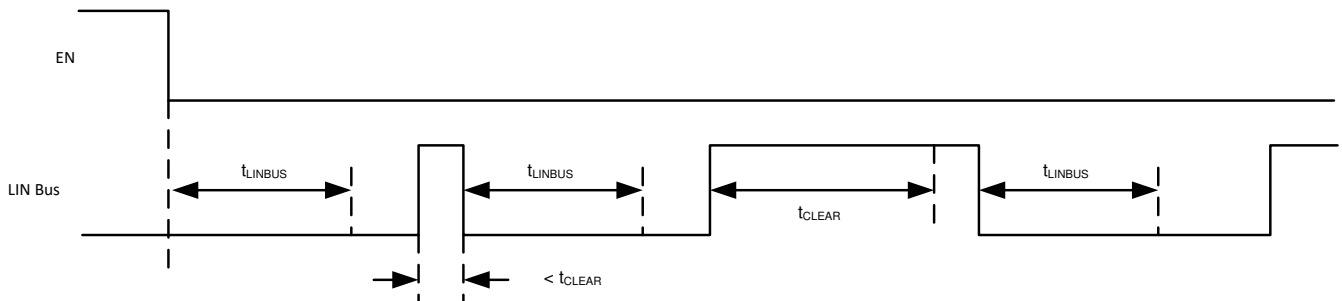 EN
LIN Bus
tLINBUS
tLINBUS
tCLEAR
tLINBUS
< tCLEAR